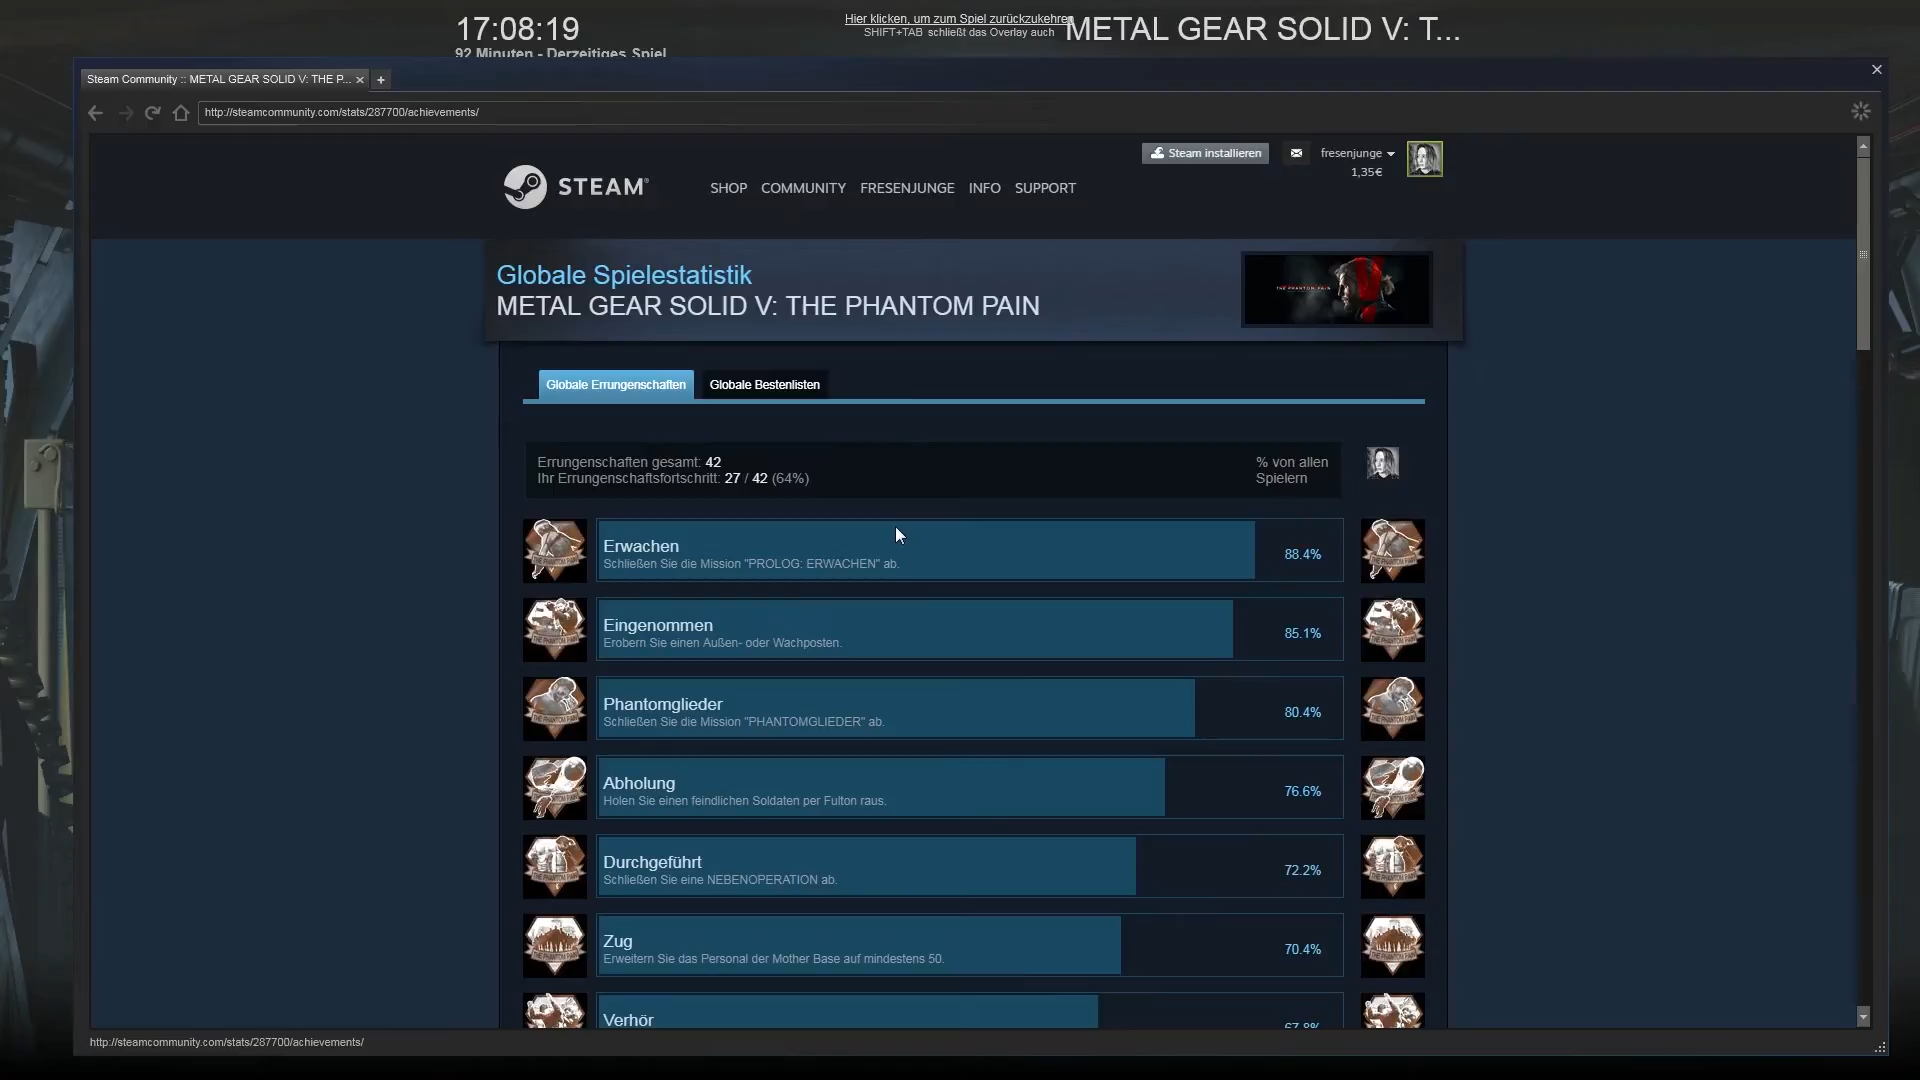 17:08:19
92 Minuten - Derzeitiges Spiel
Hier klicken, um zum Spiel zurückzukehren
SHIFT+TAB schließt das Overlay auch
METAL GEAR SOLID V: T...
Steam Community :: METAL GEAR SOLID V: THE P...
http://steamcommunity.com/stats/287700/achievements/
Steam installieren
fresenjunge
1,35€
STEAM®
SHOP COMMUNITY FRESENJUNGE INFO SUPPORT
Globale Spielestatistik
METAL GEAR SOLID V: THE PHANTOM PAIN
THE PHANTOM PAIN
Globale Errungenschaften
Globale Bestenlisten
Errungenschaften gesamt: 42
Ihr Errungenschaftsfortschritt: 27 / 42 (64%)
% von allen
Spielern
Erwachen
Schließen Sie die Mission "PROLOG: ERWACHEN" ab.
88.4%
Eingenommen
Erobern Sie einen Außen- oder Wachposten.
85.1%
Phantomglieder
Schließen Sie die Mission "PHANTOMGLIEDER" ab.
80.4%
Abholung
Holen Sie einen feindlichen Soldaten per Fulton raus.
76.6%
Durchgeführt
Schließen Sie eine NEBENOPERATION ab.
72.2%
Zug
Erweitern Sie das Personal der Mother Base auf mindestens 50.
70.4%
Verhör
67.8%
http://steamcommunity.com/stats/287700/achievements/